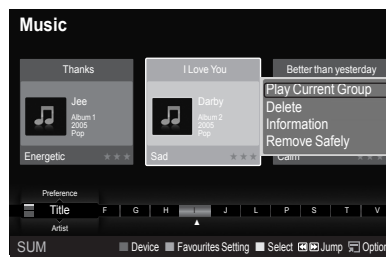 Music
Thanks
I Love You
Better than yesterday
Jee
Album 1
2005
Pop
Darby
Album 2
2005
Pop
Play Current Group
Delete
Information
Remove Safely
Energetic
Sad
Calm
Preference
Title
F G H I J L P S T V
Artist
SUM
Device Favourites Setting Select Jump Option